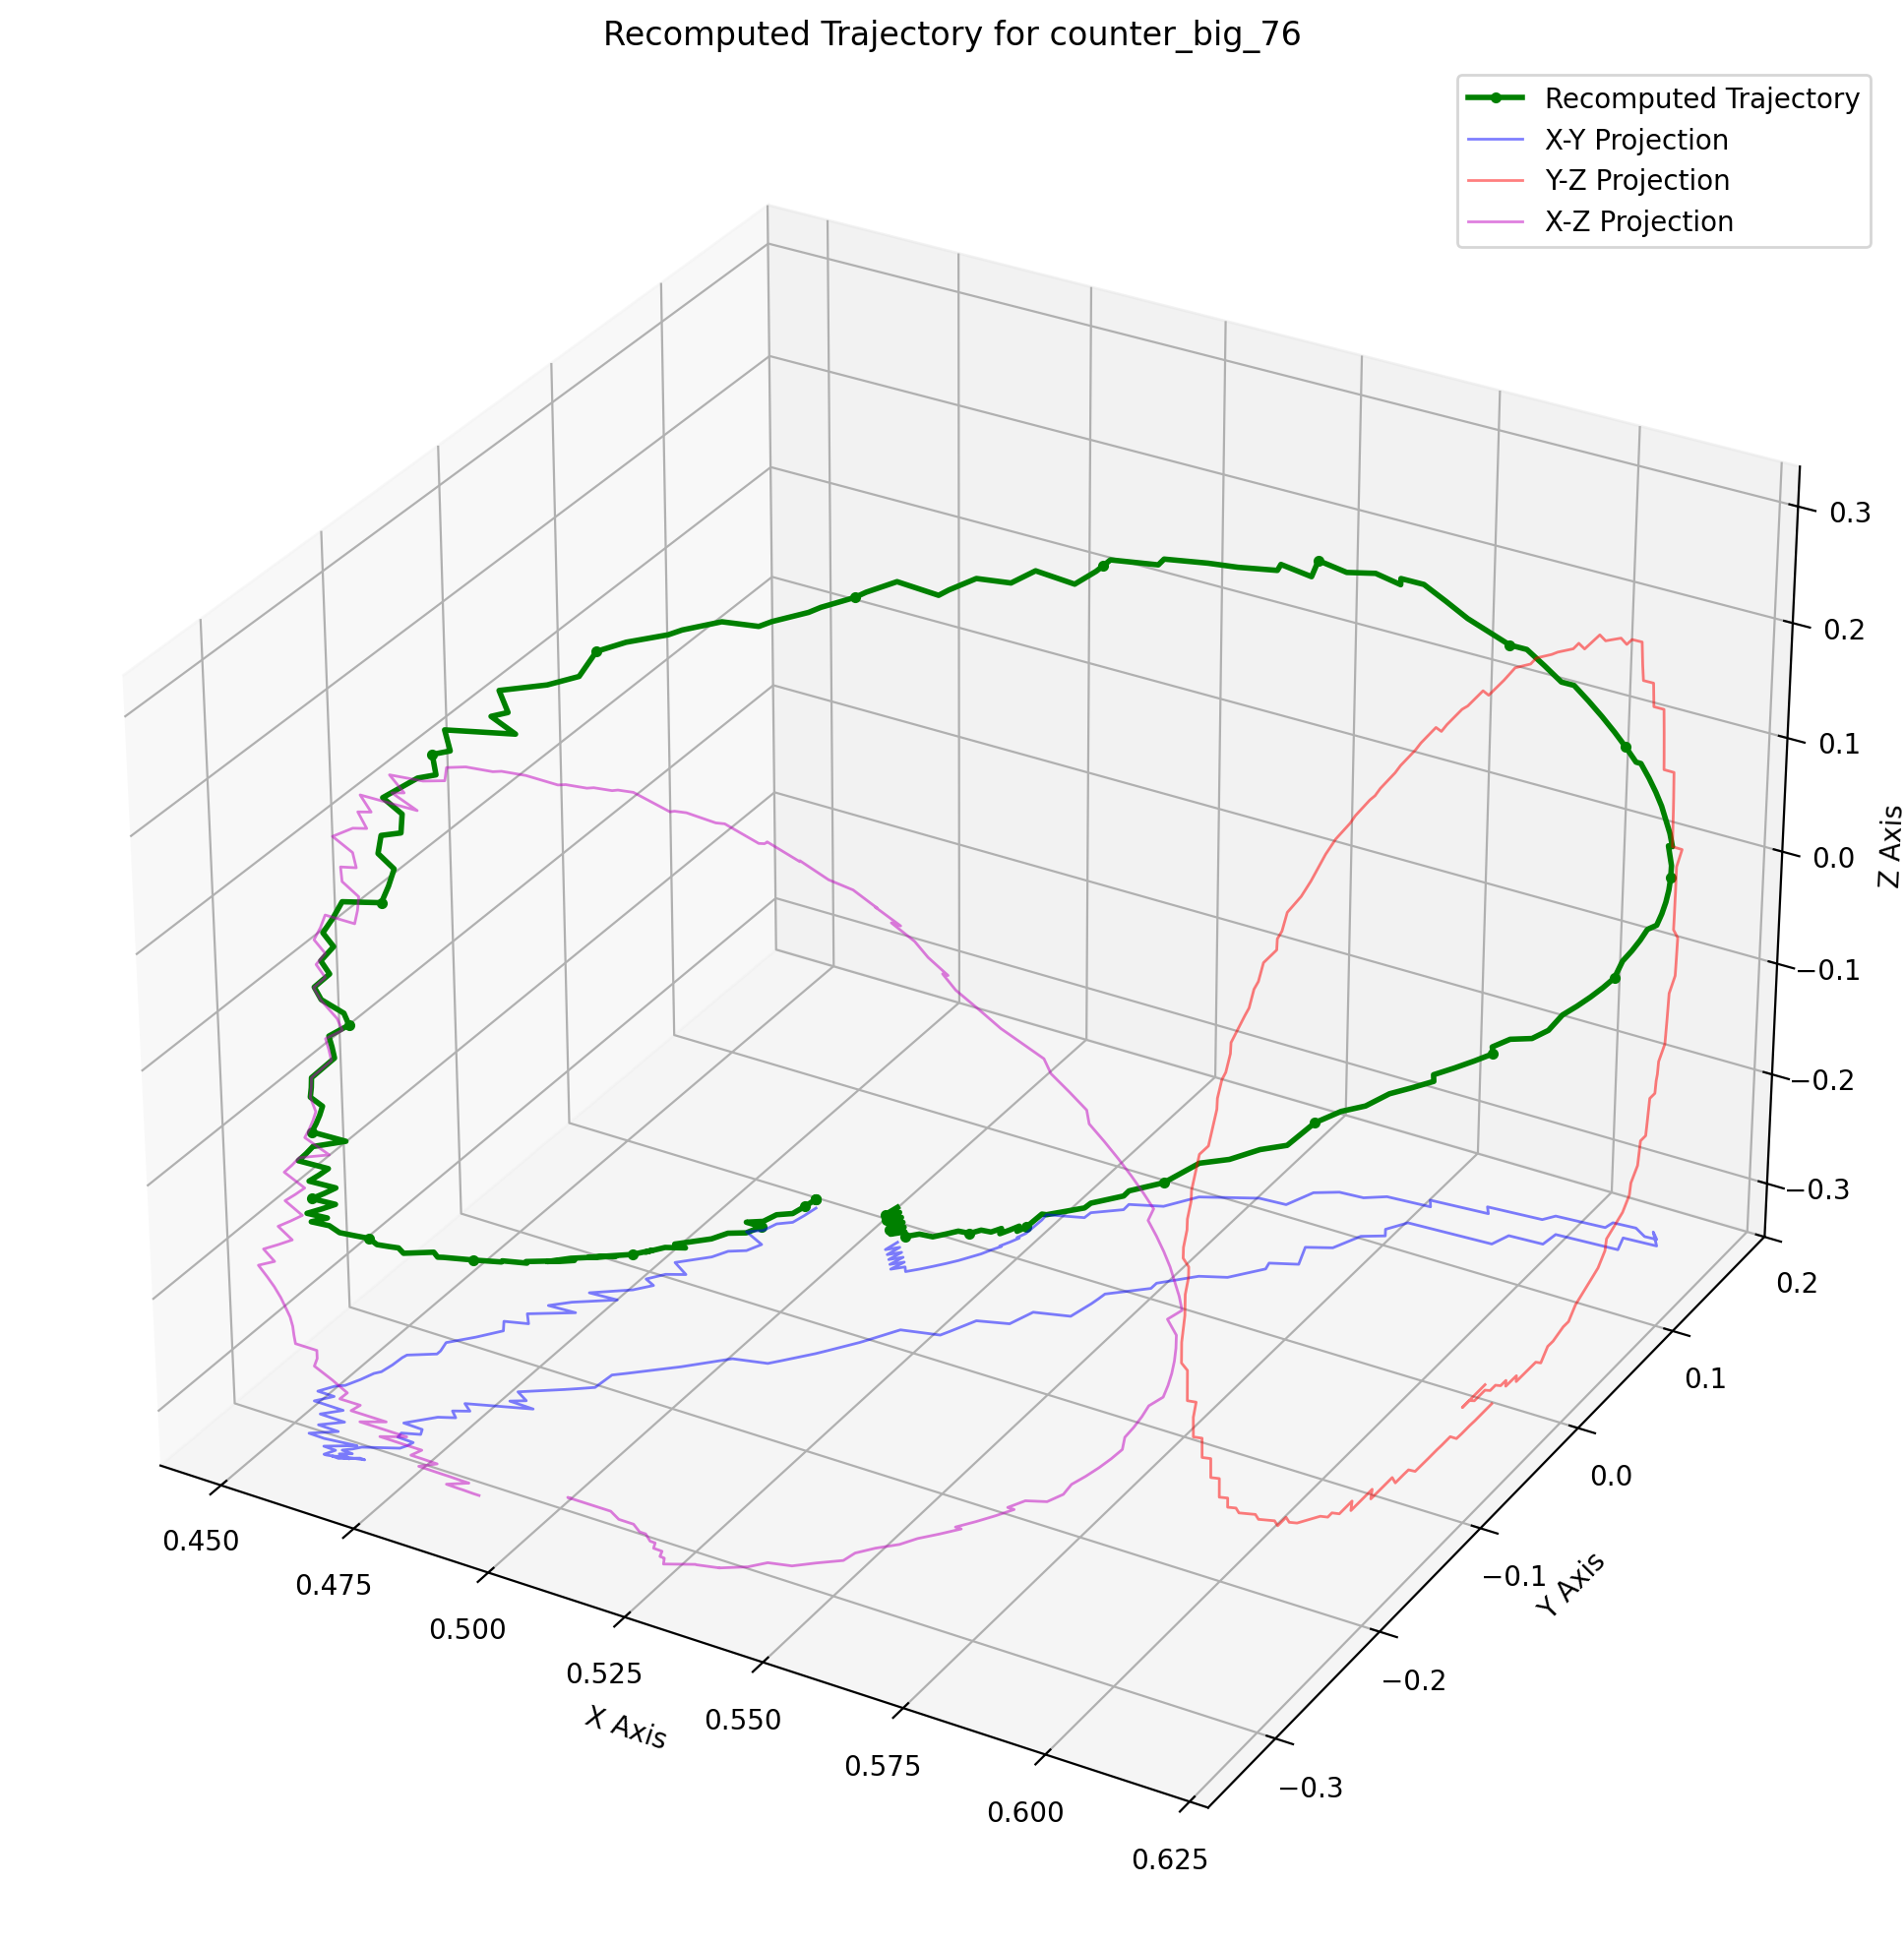 Recomputed Trajectory for counter_big_76
Recomputed Trajectory
X-Y Projection
Y-Z Projection
X-Z Projection
0.3
0.2
0.1
0.0
−0.1
−0.2
−0.3
Z Axis
0.2
0.1
0.0
−0.1
−0.2
−0.3
Y Axis
0.450
0.475
0.500
0.525
0.550
0.575
0.600
0.625
X Axis